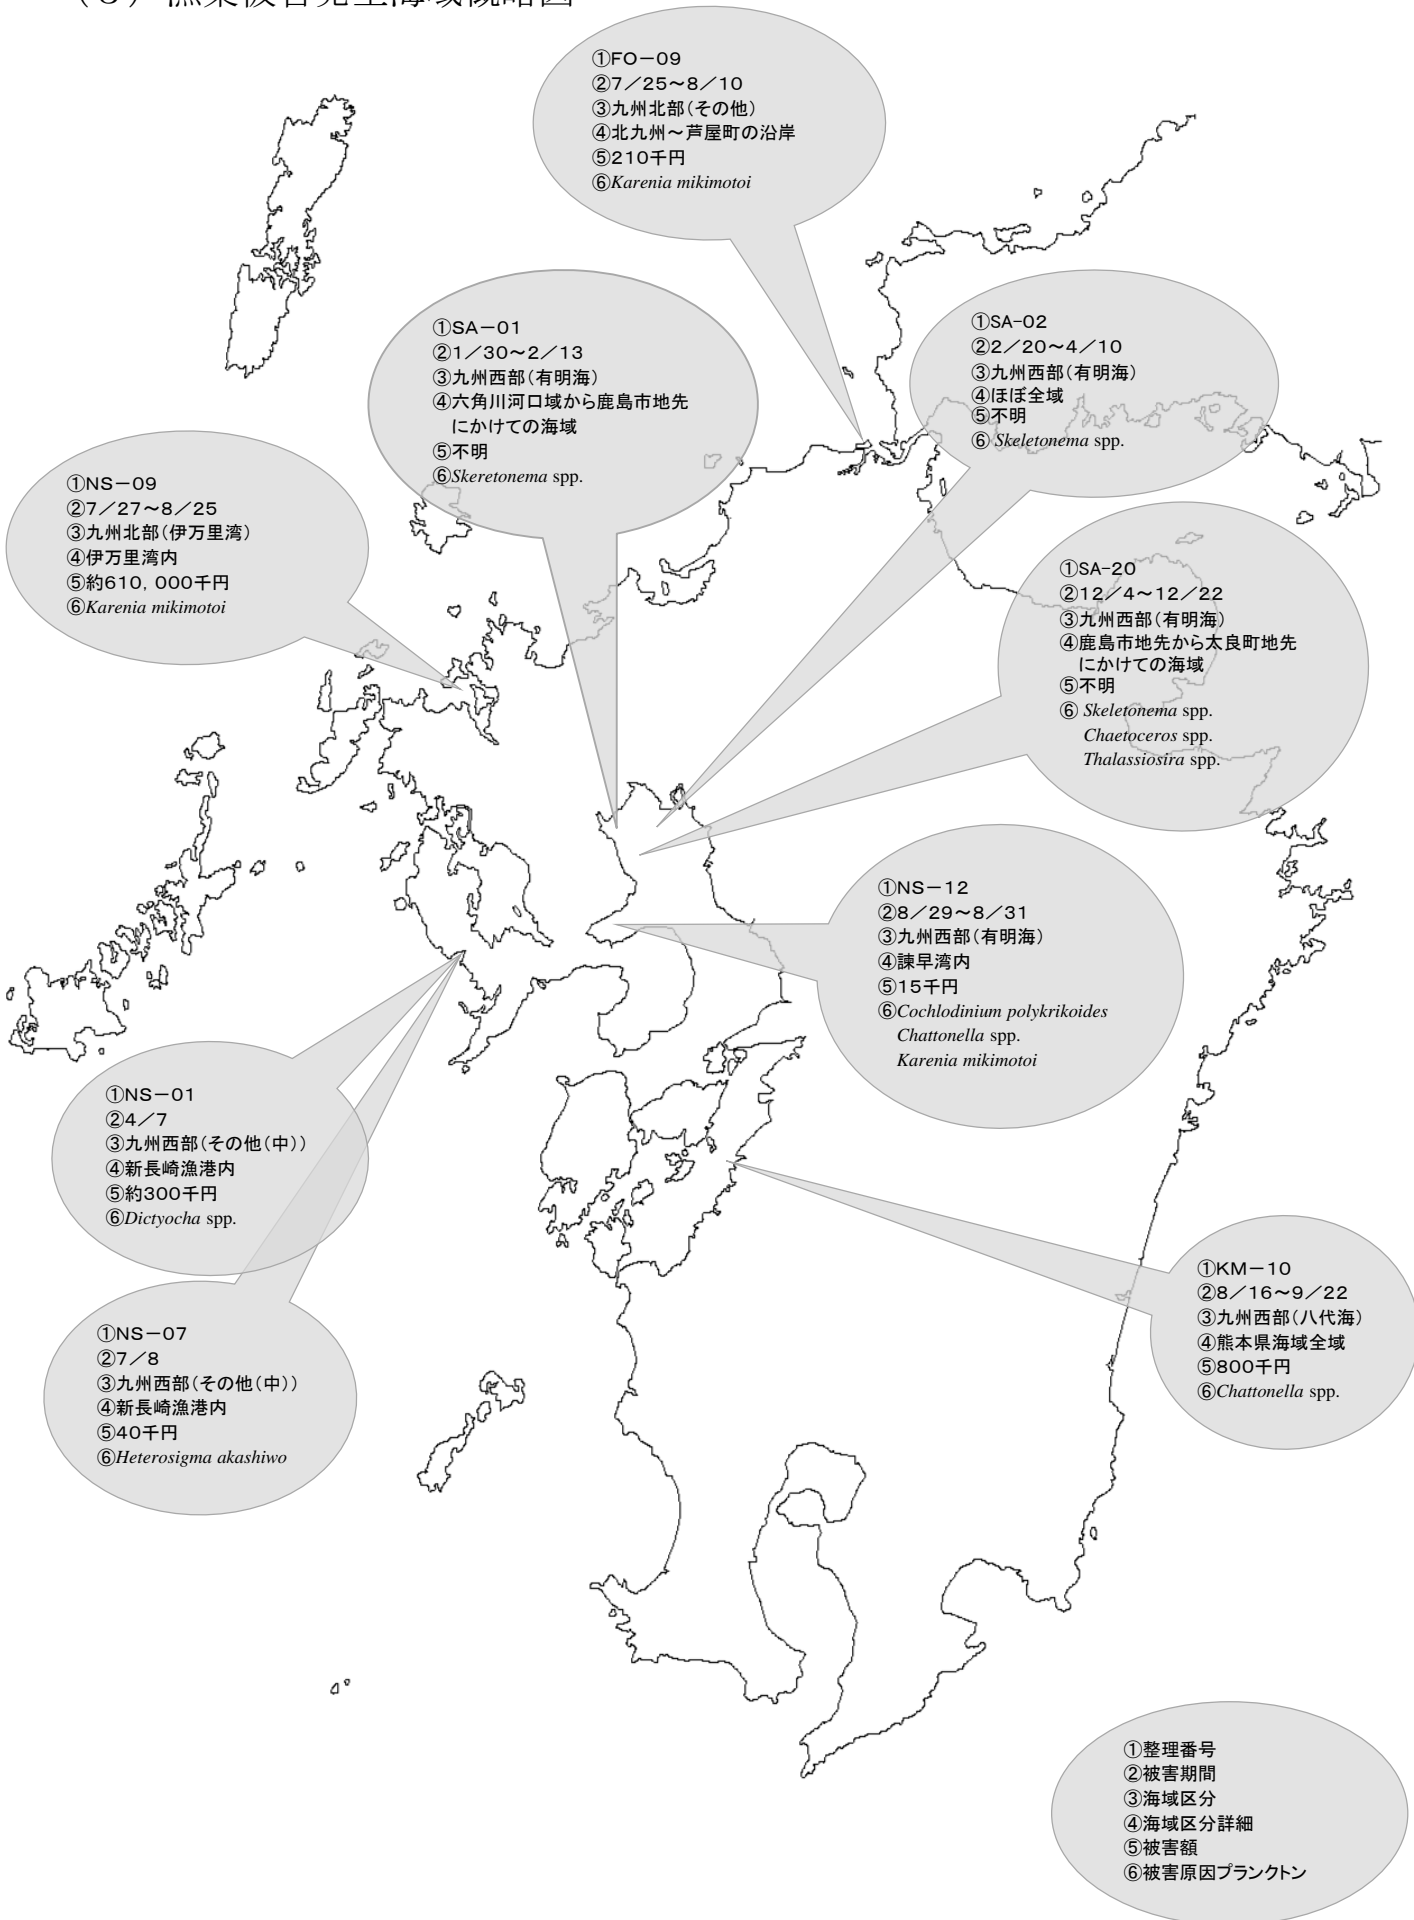 ①FO－09
②7／25～8／10
③九州北部（その他）
④北九州～芦屋町の沿岸
⑤210千円
⑥Karenia mikimotoi
①SA－01
②1／30～2／13
③九州西部（有明海）
④六角川河口域から鹿島市地先
にかけての海域
⑤不明
⑥Skeretonema spp.
①SA-02
②2／20～4／10
③九州西部（有明海）
④ほぼ全域
⑤不明
⑥ Skeletonema spp.
①NS－09
②7／27～8／25
③九州北部（伊万里湾）
④伊万里湾内
⑤約610，000千円
⑥Karenia mikimotoi
①SA-20
②12／4～12／22
③九州西部（有明海）
④鹿島市地先から太良町地先
にかけての海域
⑤不明
⑥ Skeletonema spp.
Chaetoceros spp.
Thalassiosira spp.
①NS－12
②8／29～8／31
③九州西部（有明海）
④諫早湾内
⑤15千円
⑥Cochlodinium polykrikoides
Chattonella spp.
Karenia mikimotoi
①NS－01
②4／7
③九州西部（その他（中））
④新長崎漁港内
⑤約300千円
⑥Dictyocha spp.
①KM－10
②8／16～9／22
③九州西部（八代海）
④熊本県海域全域
⑤800千円
⑥Chattonella spp.
①NS－07
②7／8
③九州西部（その他（中））
④新長崎漁港内
⑤40千円
⑥Heterosigma akashiwo
①整理番号
②被害期間
③海域区分
④海域区分詳細
⑤被害額
⑥被害原因プランクトン